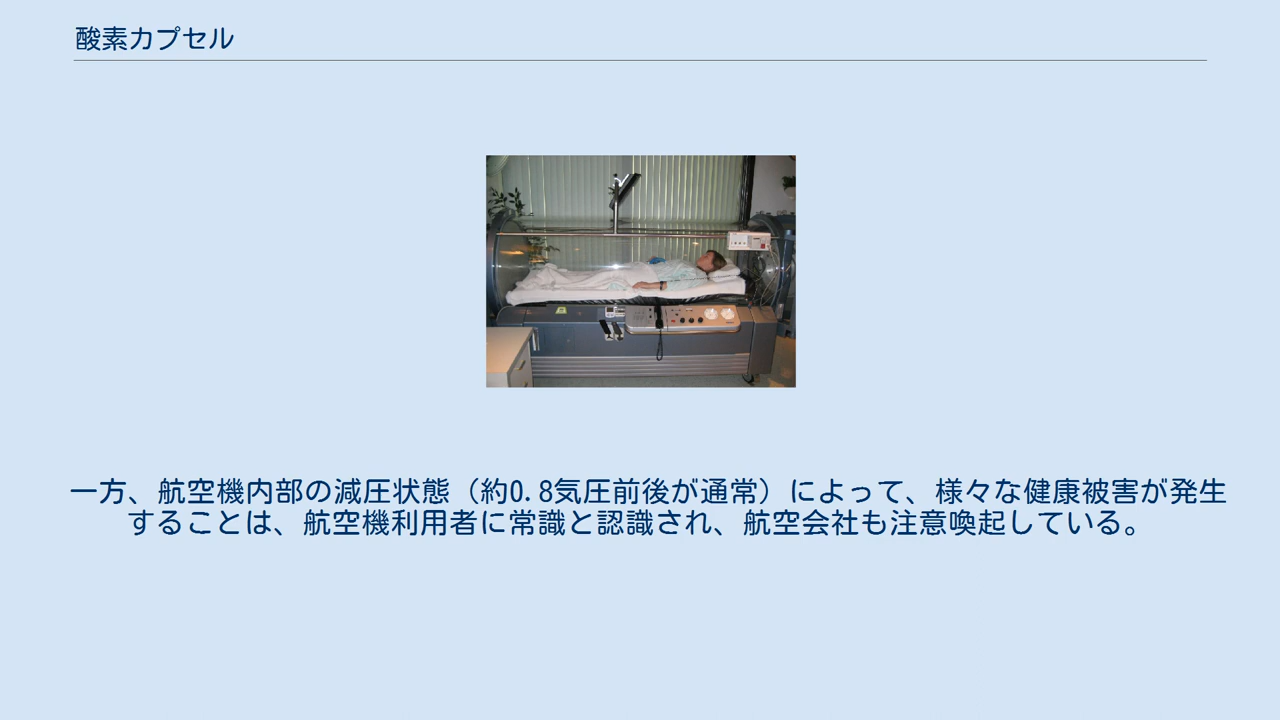 酸素カプセル
一方、航空機内部の減圧状態（約0.8気圧前後が通常）によって、様々な健康被害が発生
することは、航空機利用者に常識と認識され、航空会社も注意喚起している。